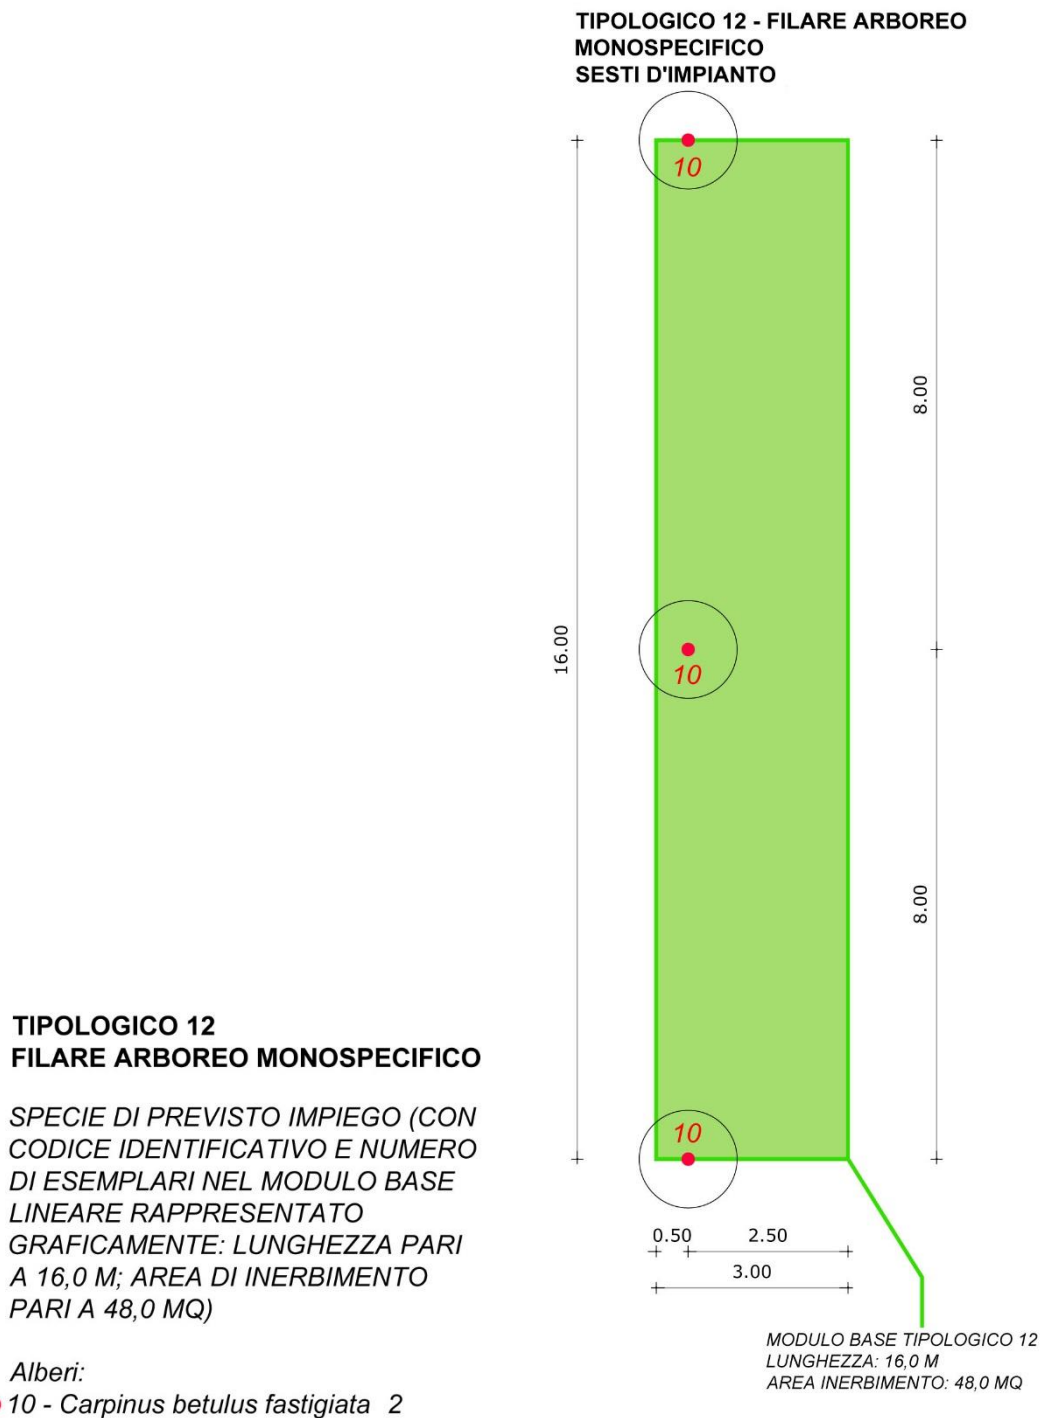 TIPOLOGICO 12 - FILARE ARBOREO
MONOSPECIFICO
SESTI D'IMPIANTO
10
8.00
16.00
10
8.00
10
0.50
2.50
3.00
MODULO BASE TIPOLOGICO 12
LUNGHEZZA: 16,0 M
AREA INERBIMENTO: 48,0 MQ
TIPOLOGICO 12
FILARE ARBOREO MONOSPECIFICO
SPECIE DI PREVISTO IMPIEGO (CON
CODICE IDENTIFICATIVO E NUMERO
DI ESEMPLARI NEL MODULO BASE
LINEARE RAPPRESENTATO
GRAFICAMENTE: LUNGHEZZA PARI
A 16,0 M; AREA DI INERBIMENTO
PARI A 48,0 MQ)
Alberi:
10 - Carpinus betulus fastigiata 2